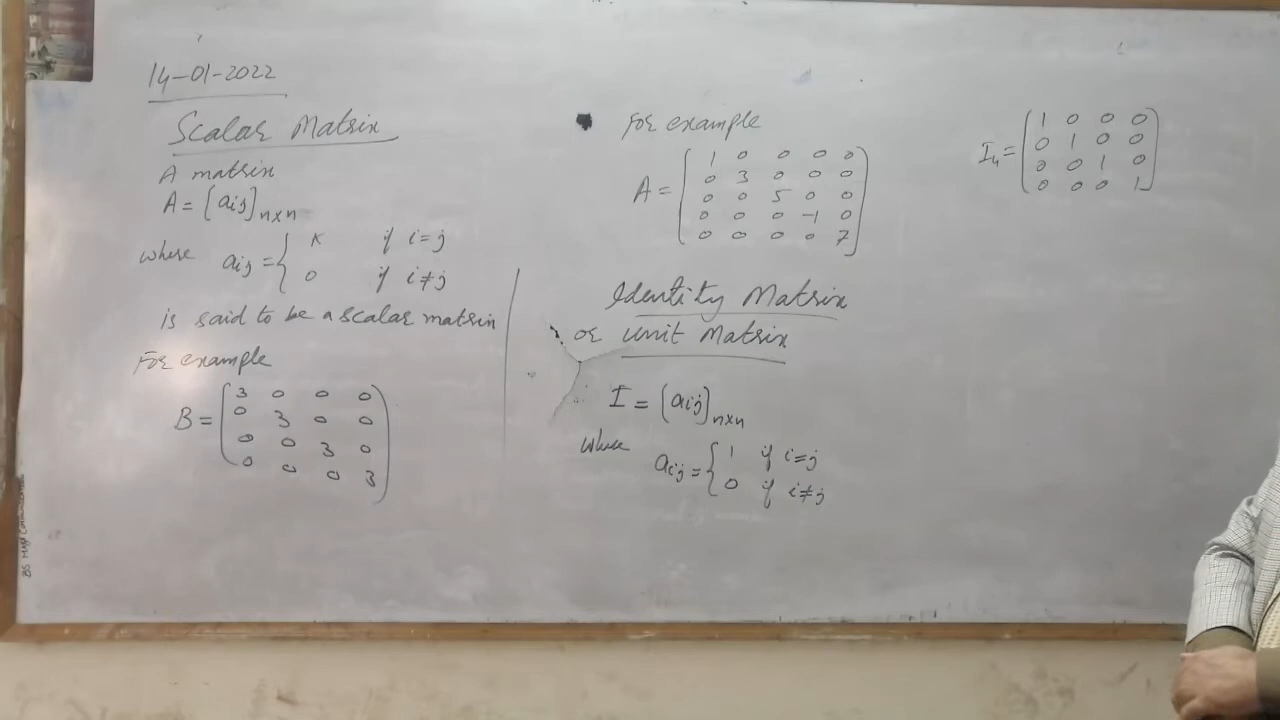 14-01-2022
Scalar Matrix
A matrix
A = [aij]n×n
where aij = { K if i=j
0 if i≠j
is said to be a scalar matrix
For example
B = ( 3 0 0 0
0 3 0 0
0 0 3 0
0 0 0 3 )
For example
A = [ 1 0 0 0 0
0 3 0 0 0
0 0 5 0 0
0 0 0 -1 0
0 0 0 0 7 ]
Identity Matrix
or unit Matrix
I = [aij]n×n
where
aij = { 1 if i=j
0 if i≠j
I4 = [ 1 0 0 0
0 1 0 0
0 0 1 0
0 0 0 1 ]